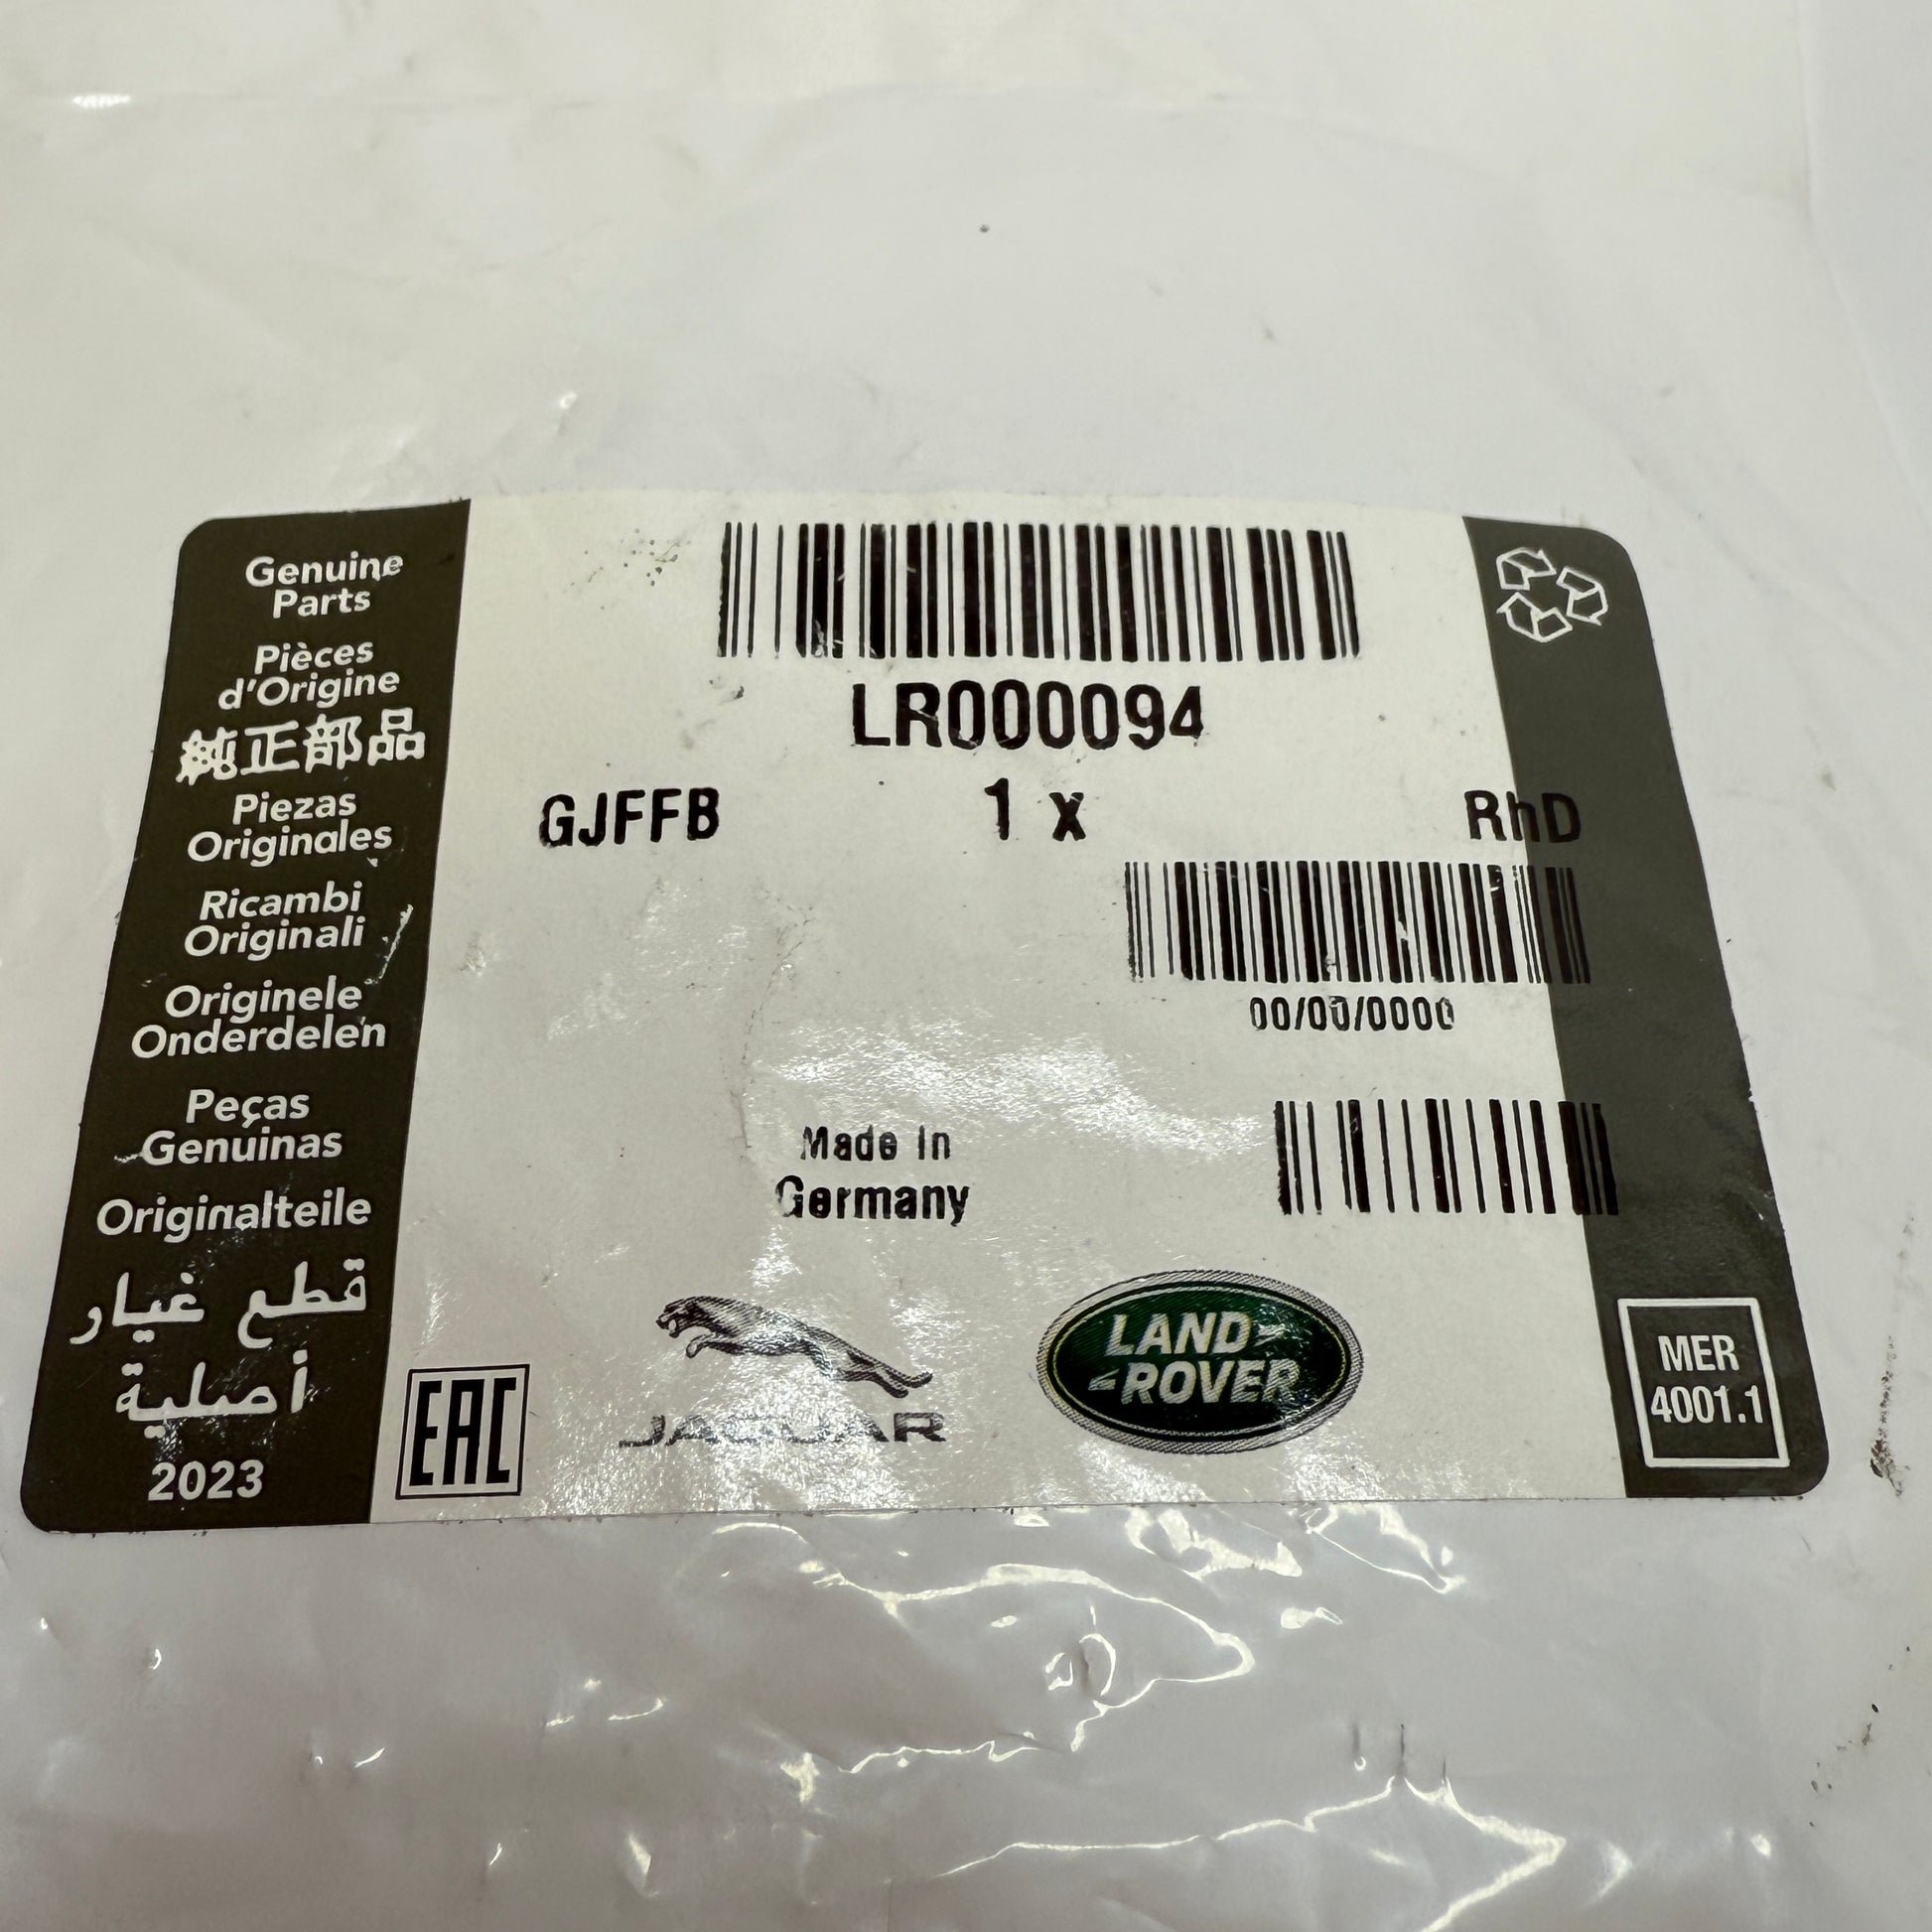 Genuine
Parts
Pièces
d'Origine
純正部品
Piezas
Originales
Ricambi
Originali
Originele
Onderdelen
Peças
Genuinas
Originalteile
قطع غيار
أصلية
2023
LR000094
GJFFB 1 x RhD
00/00/0000
Made In
Germany
EAC
JAGUAR
LAND
ROVER
MER
4001.1